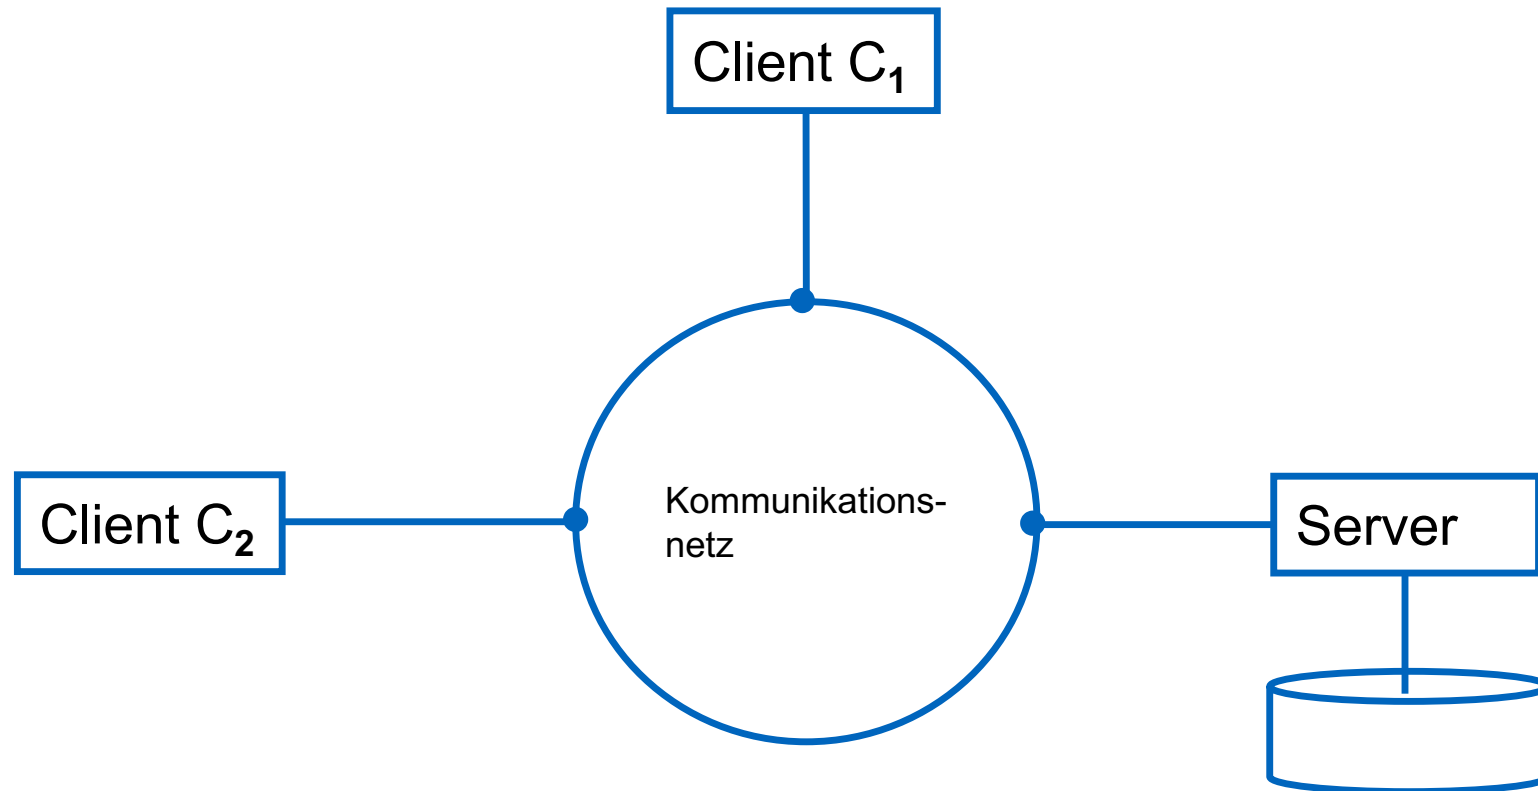 Client C₁
Kommunikations-
netz
Client C₂
Server